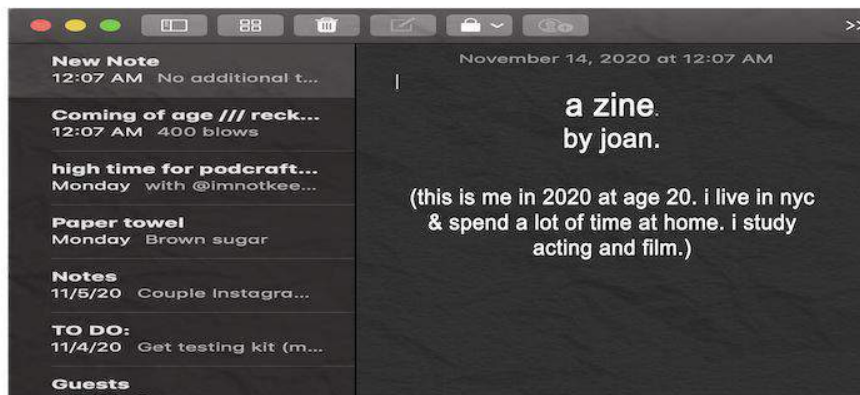 New Note
12:07 AM No additional t...
Coming of age /// reck...
12:07 AM 400 blows
high time for podcraft...
Monday with @imnotkee...
Paper towel
Monday Brown sugar
Notes
11/5/20 Couple Instagra...
TO DO:
11/4/20 Get testing kit (m...
Guests
November 14, 2020 at 12:07 AM
a zine.
by joan.
(this is me in 2020 at age 20. i live in nyc
& spend a lot of time at home. i study
acting and film.)